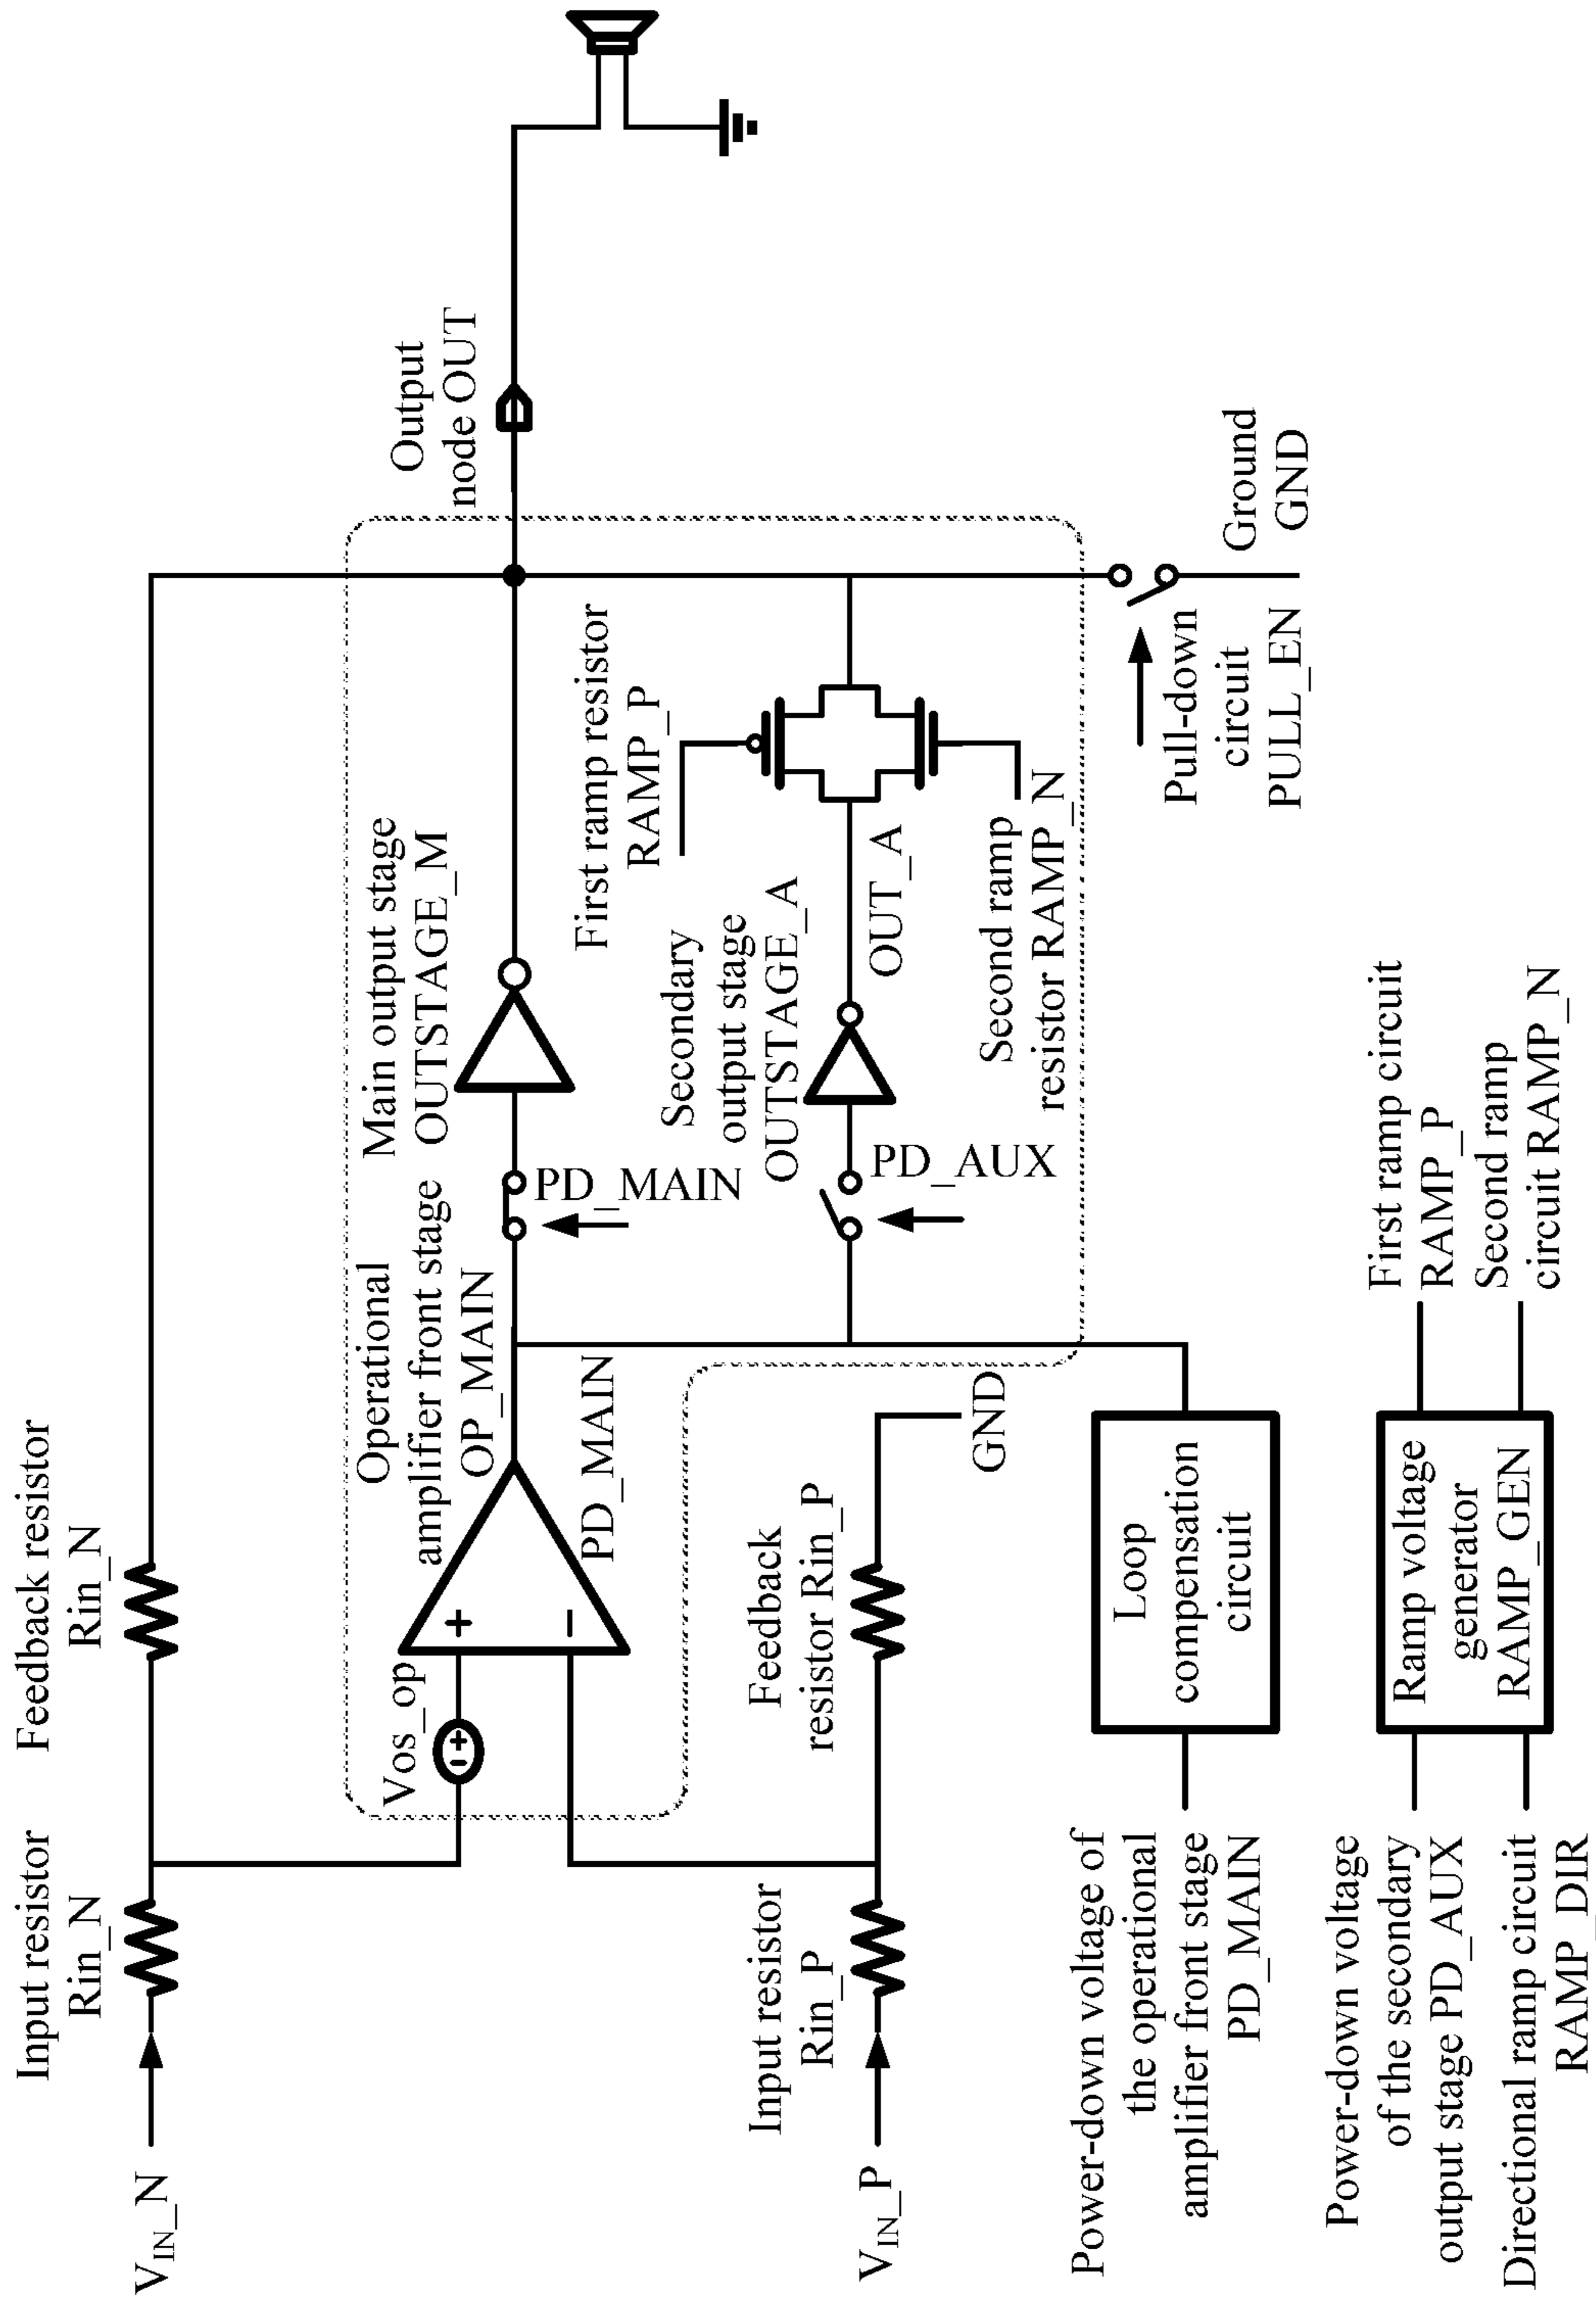 Input resistor
Rin_N
Feedback resistor
Rin_N
V_IN_N
Vos_op
+
−
Operational
amplifier front stage
OP_MAIN
PD_MAIN
Main output stage
OUTSTAGE_M
PD_MAIN
Output
node OUT
First ramp resistor
RAMP_P
Secondary
output stage
OUTSTAGE_A
PD_AUX
OUT_A
Second ramp
resistor RAMP_N
Input resistor
Rin_P
Feedback
resistor Rin_P
V_IN_P
GND
Pull-down
circuit
PULL_EN
Ground
GND
Power-down voltage of
the operational
amplifier front stage
PD_MAIN
Loop
compensation
circuit
Power-down voltage
of the secondary
output stage PD_AUX
Directional ramp circuit
RAMP_DIR
Ramp voltage
generator
RAMP_GEN
First ramp circuit
RAMP_P
Second ramp
circuit RAMP_N